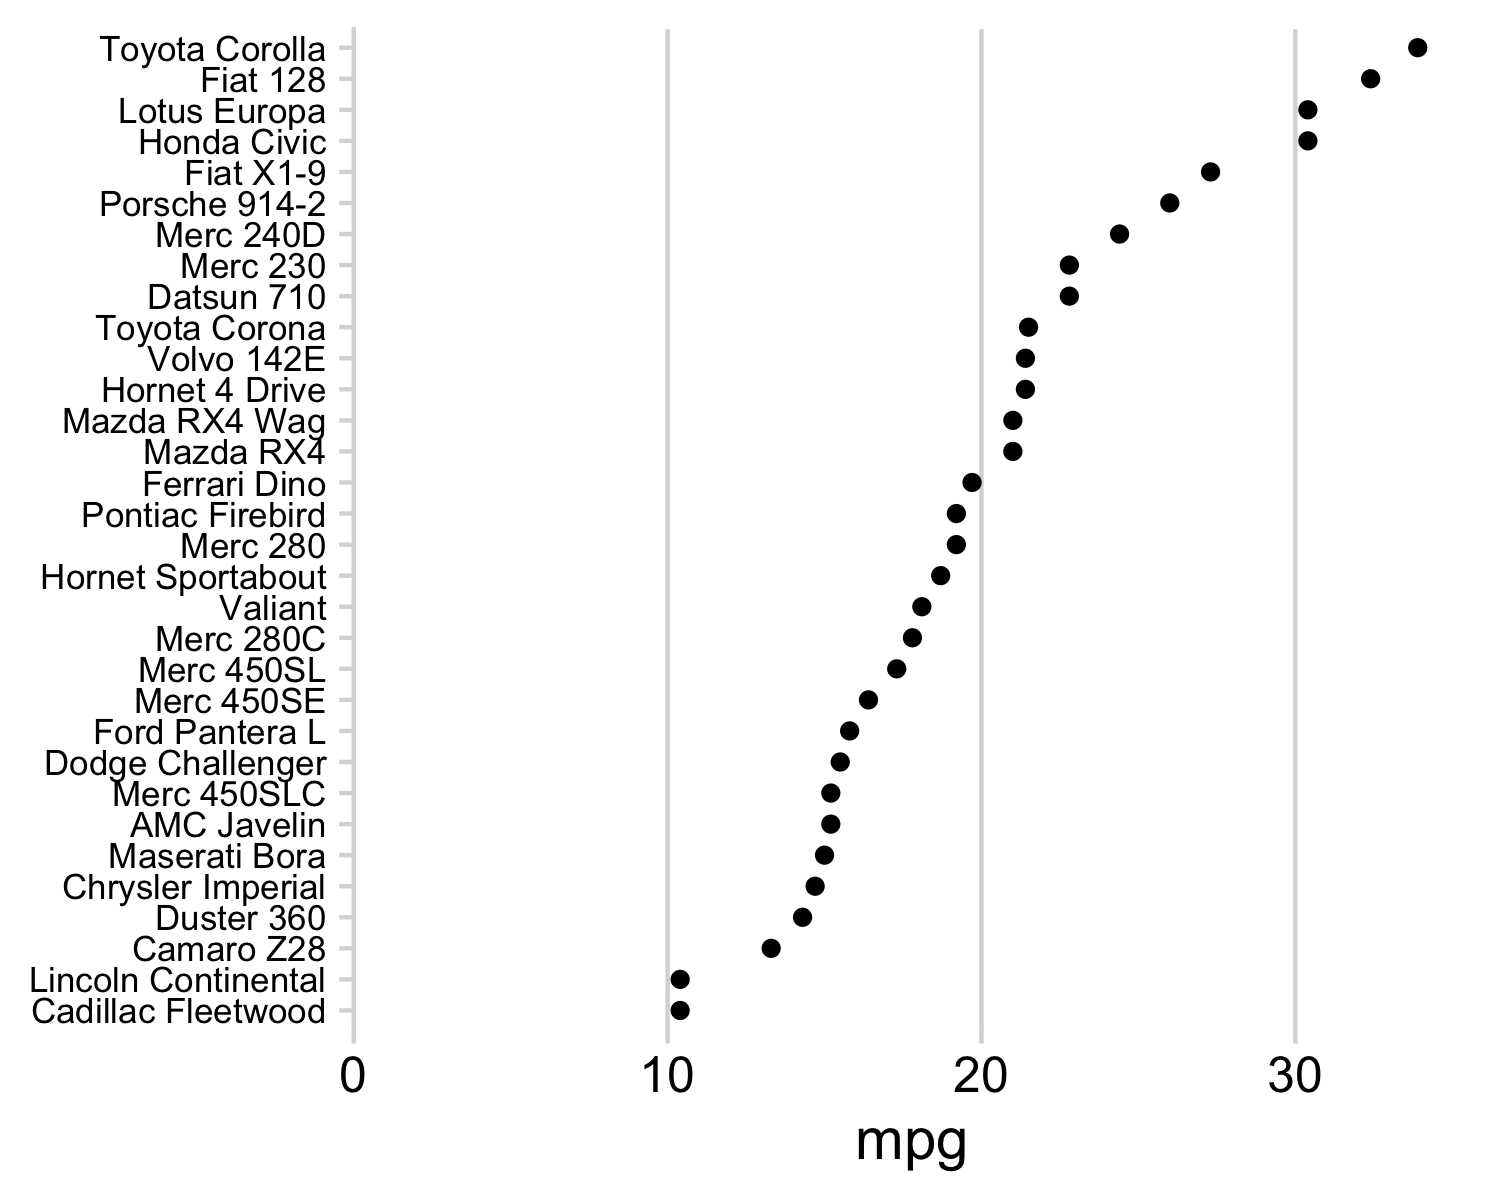 Toyota Corolla
Fiat 128
Lotus Europa
Honda Civic
Fiat X1-9
Porsche 914-2
Merc 240D
Merc 230
Datsun 710
Toyota Corona
Volvo 142E
Hornet 4 Drive
Mazda RX4 Wag
Mazda RX4
Ferrari Dino
Pontiac Firebird
Merc 280
Hornet Sportabout
Valiant
Merc 280C
Merc 450SL
Merc 450SE
Ford Pantera L
Dodge Challenger
Merc 450SLC
AMC Javelin
Maserati Bora
Chrysler Imperial
Duster 360
Camaro Z28
Lincoln Continental
Cadillac Fleetwood
0 10 20 30
mpg